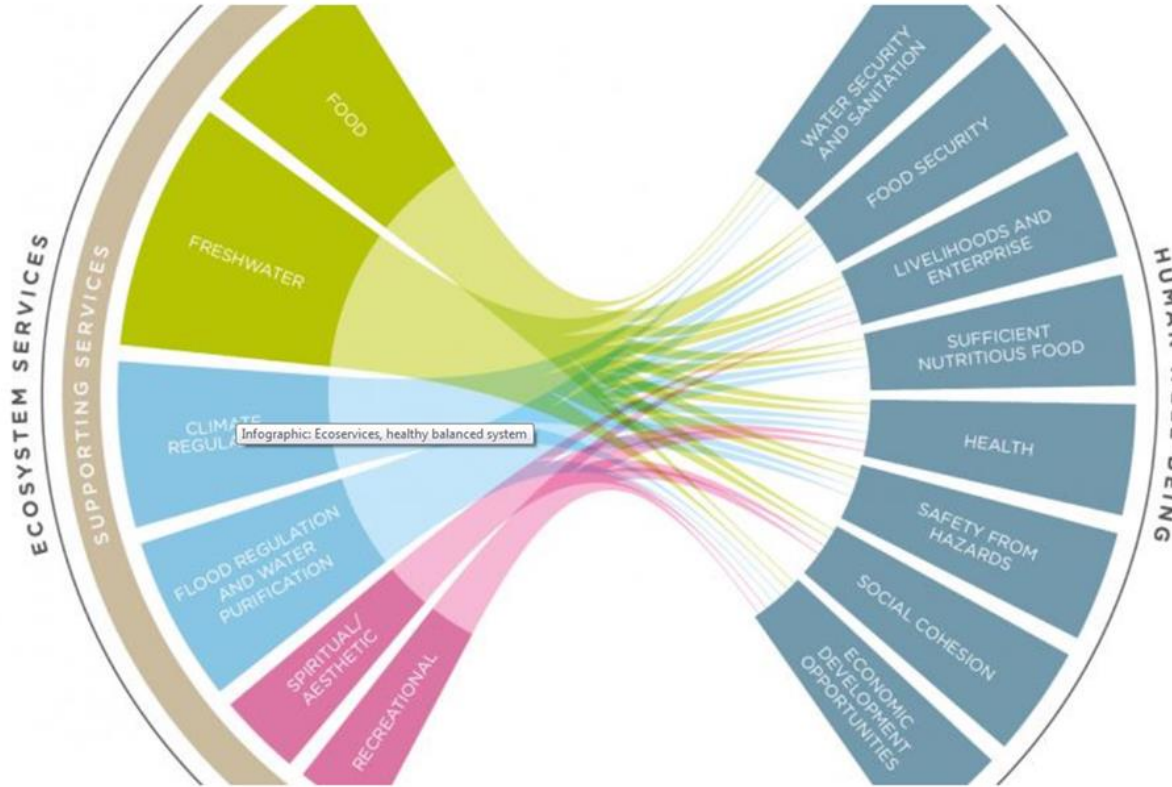 ECOSYSTEM SERVICES
SUPPORTING SERVICES
FOOD
FRESHWATER
CLIMATE
REGULA
Infographic: Ecoservices, healthy balanced system
FLOOD REGULATION
AND WATER
PURIFICATION
SPIRITUAL/
AESTHETIC
RECREATIONAL
WATER SECURITY
AND SANITATION
FOOD SECURITY
LIVELIHOODS AND
ENTERPRISE
SUFFICIENT
NUTRITIOUS FOOD
HEALTH
SAFETY FROM
HAZARDS
SOCIAL COHESION
ECONOMIC
DEVELOPMENT
OPPORTUNITIES
HUMAN
BEING